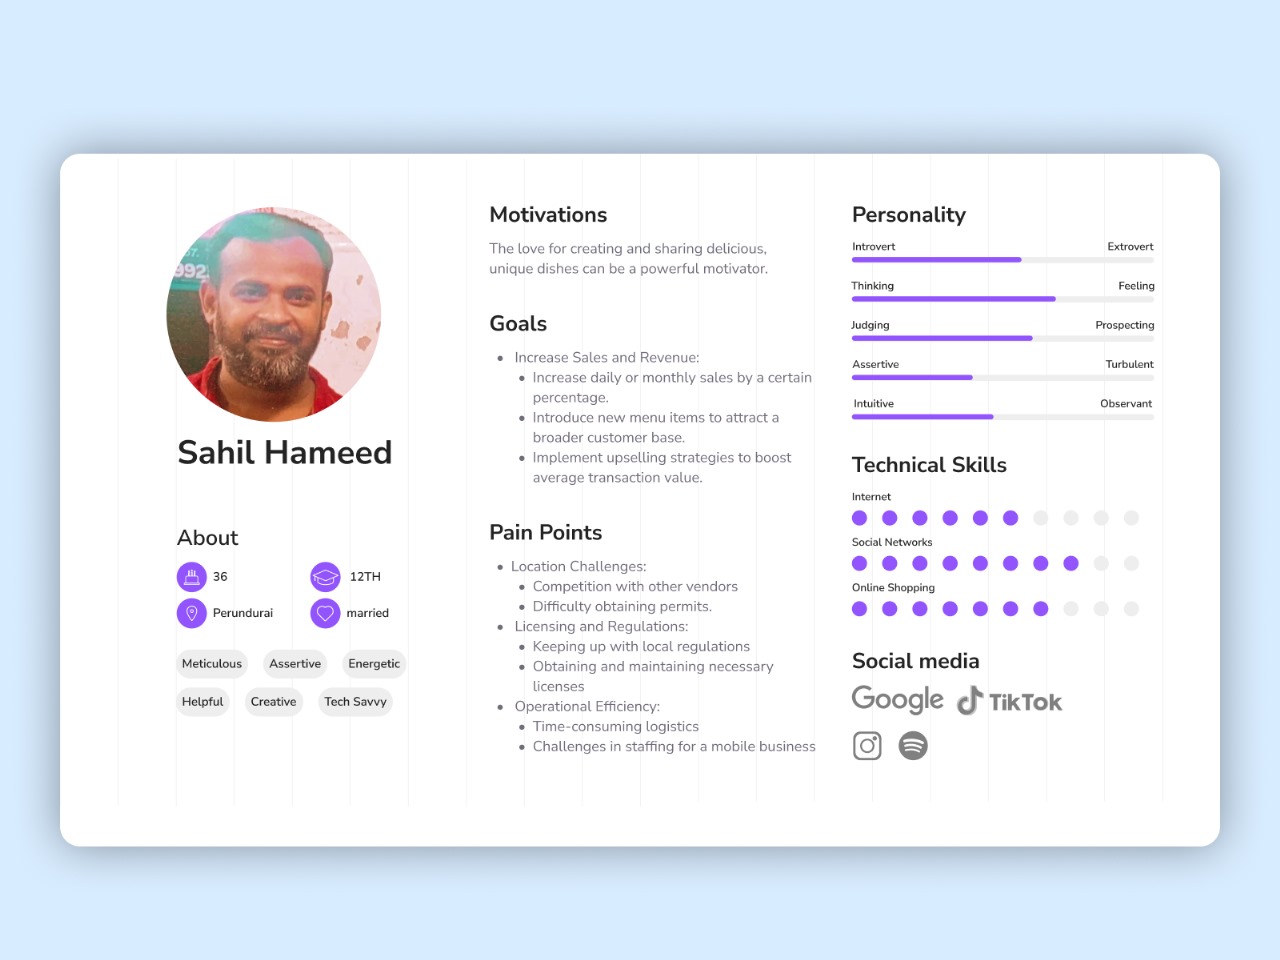 ST.
992
Sahil Hameed
About
36
12TH
Perundurai
married
Meticulous
Assertive
Energetic
Helpful
Creative
Tech Savvy
Motivations
The love for creating and sharing delicious,
unique dishes can be a powerful motivator.
Goals
• Increase Sales and Revenue:
• Increase daily or monthly sales by a certain
percentage.
• Introduce new menu items to attract a
broader customer base.
• Implement upselling strategies to boost
average transaction value.
Pain Points
• Location Challenges:
• Competition with other vendors
• Difficulty obtaining permits.
• Licensing and Regulations:
• Keeping up with local regulations
• Obtaining and maintaining necessary
licenses
• Operational Efficiency:
• Time-consuming logistics
• Challenges in staffing for a mobile business
Personality
Introvert Extrovert
Thinking Feeling
Judging Prospecting
Assertive Turbulent
Intuitive Observant
Technical Skills
Internet
Social Networks
Online Shopping
Social media
Google TikTok